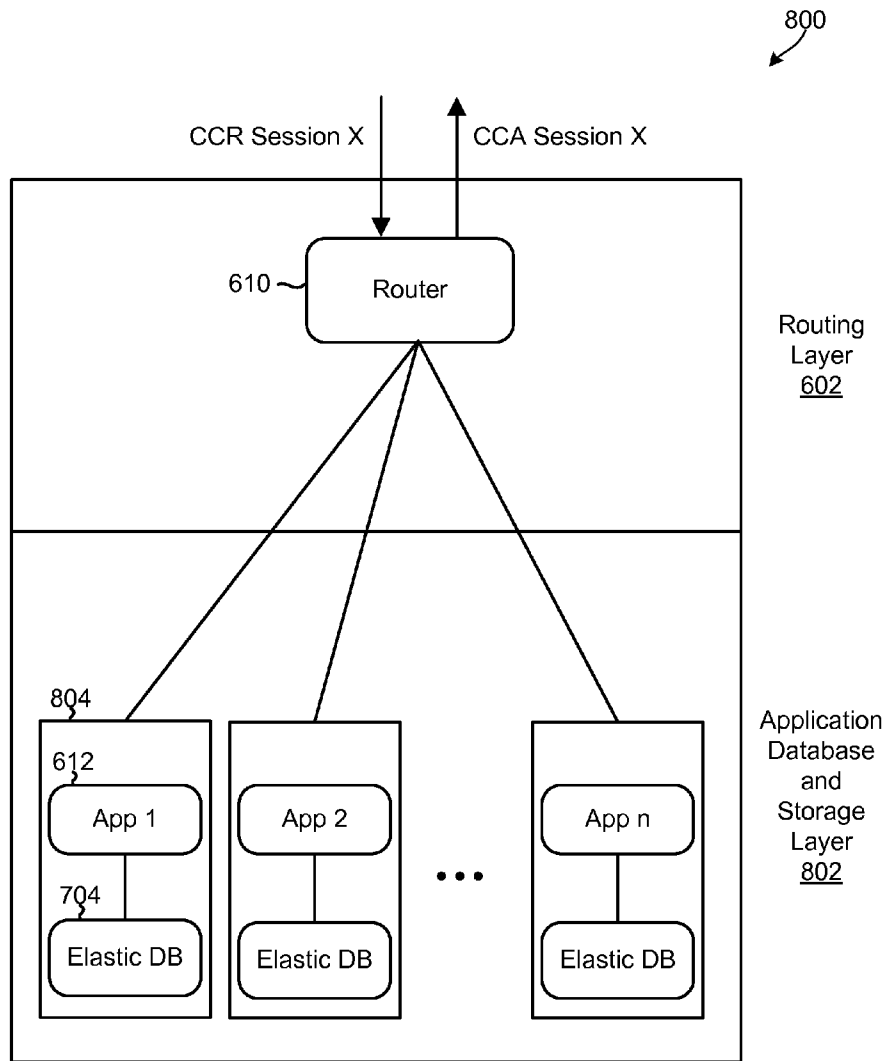 800
CCR Session X
CCA Session X
610
Router
Routing
Layer
602
804
612
App 1
App 2
App n
704
Elastic DB
Elastic DB
Elastic DB
Application
Database
and
Storage
Layer
802